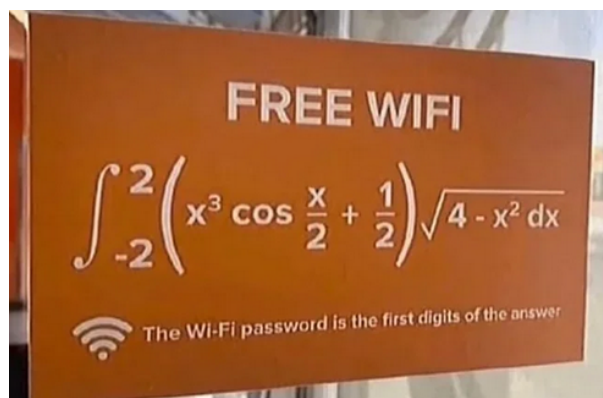 FREE WIFI
∫₋₂² (x³ cos x/2 + 1/2) √(4 - x² dx)
The Wi-Fi password is the first digits of the answer